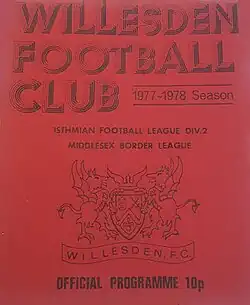 WILLESDEN
FOOTBALL
CLUB
1977-1978 Season
ISTHMIAN FOOTBALL LEAGUE DIV.2
MIDDLESEX BORDER LEAGUE
WILLESDEN. F.C.
OFFICIAL PROGRAMME 10p